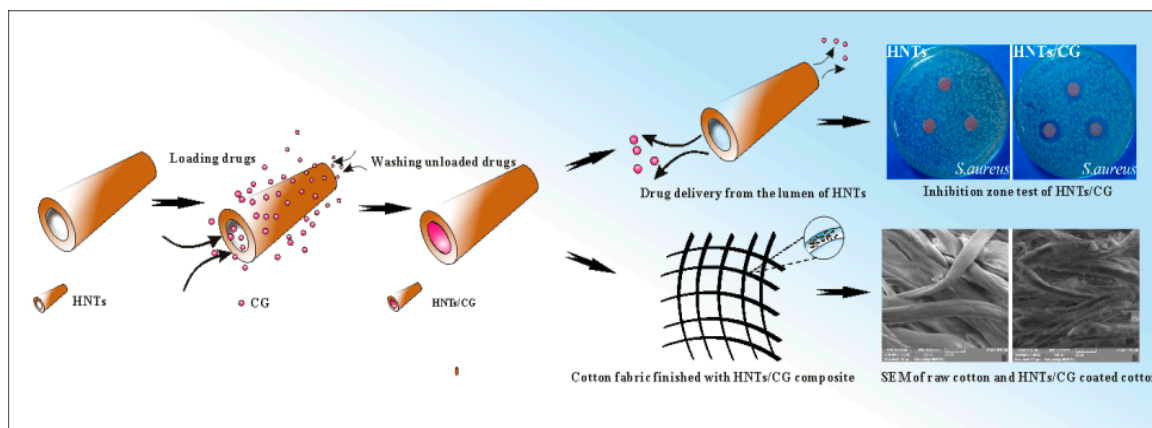 Loading drugs
Washing unloaded drugs
HNTs
CG
HNTs/CG
Drug delivery from the lumen of HNTs
HNTs
S.aureus
HNTs/CG
S.aureus
Inhibition zone test of HNTs/CG
Cotton fabric finished with HNTs/CG composite
SEM of raw cotton and HNTs/CG coated cotton